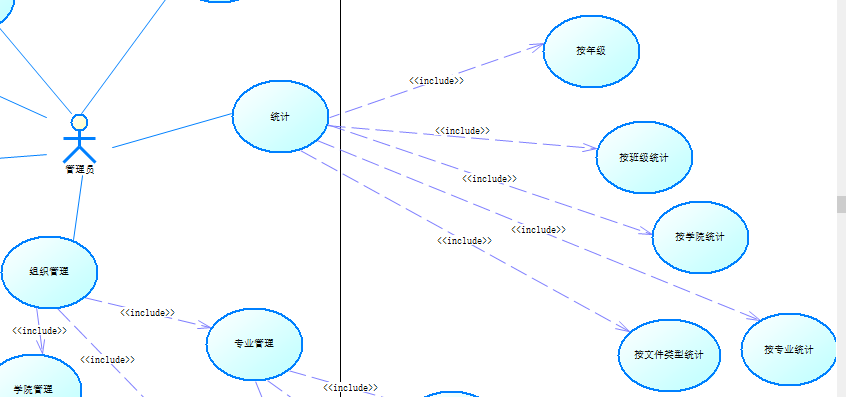 按年级
<<include>>
统计
<<include>>
按班级统计
管理员
<<include>>
按学院统计
<<include>>
<<include>>
组织管理
<<include>>
<<include>>
专业管理
按专业统计
按文件类型统计
<<include>>
<<include>>
学院管理